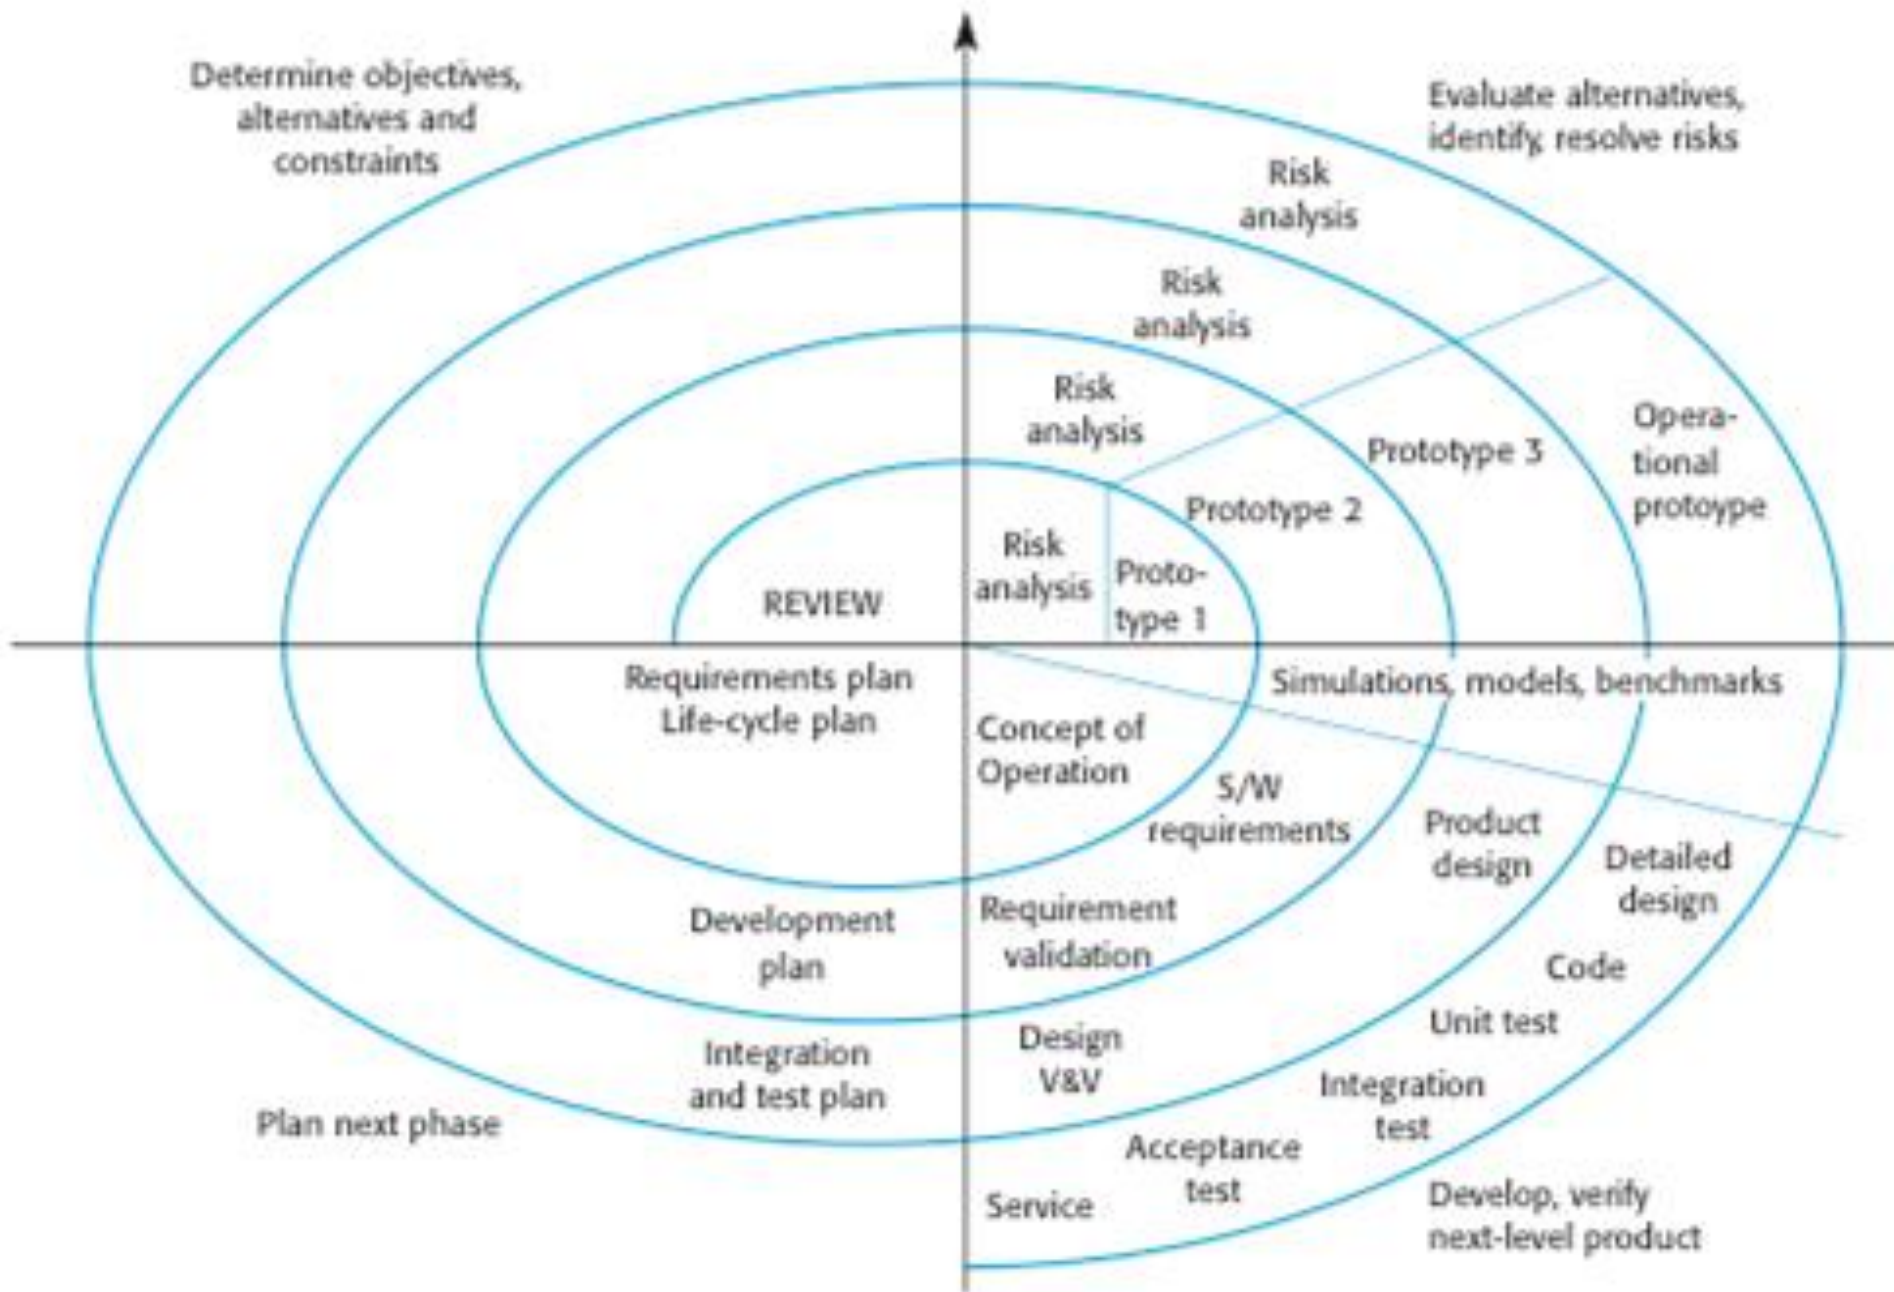 Determine objectives,
alternatives and
constraints
Evaluate alternatives,
identify, resolve risks
Risk
analysis
Risk
analysis
Risk
analysis
Risk
analysis
Proto-
type 1
Prototype 2
Prototype 3
Opera-
tional
protoype
REVIEW
Requirements plan
Life-cycle plan
Simulations, models, benchmarks
Concept of
Operation
S/W
requirements
Product
design
Detailed
design
Development
plan
Requirement
validation
Code
Unit test
Integration
and test plan
Design
V&V
Integration
test
Plan next phase
Acceptance
test
Service
Develop, verify
next-level product